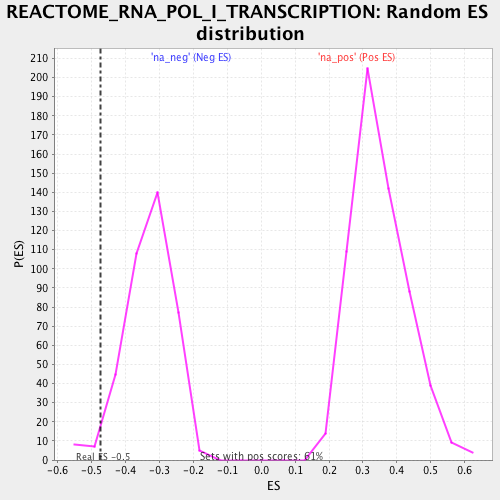 REACTOME_RNA_POL_I_TRANSCRIPTION: Random ES
distribution
'na_neg' (Neg ES)
'na_pos' (Pos ES)
210
200
190
180
170
160
150
140
130
120
110
100
90
80
70
60
50
40
30
20
10
0
P(ES)
Real ES -0.5
Sets with pos scores: 61%
-0.6 -0.5 -0.4 -0.3 -0.2 -0.1 0.0 0.1 0.2 0.3 0.4 0.5 0.6
ES